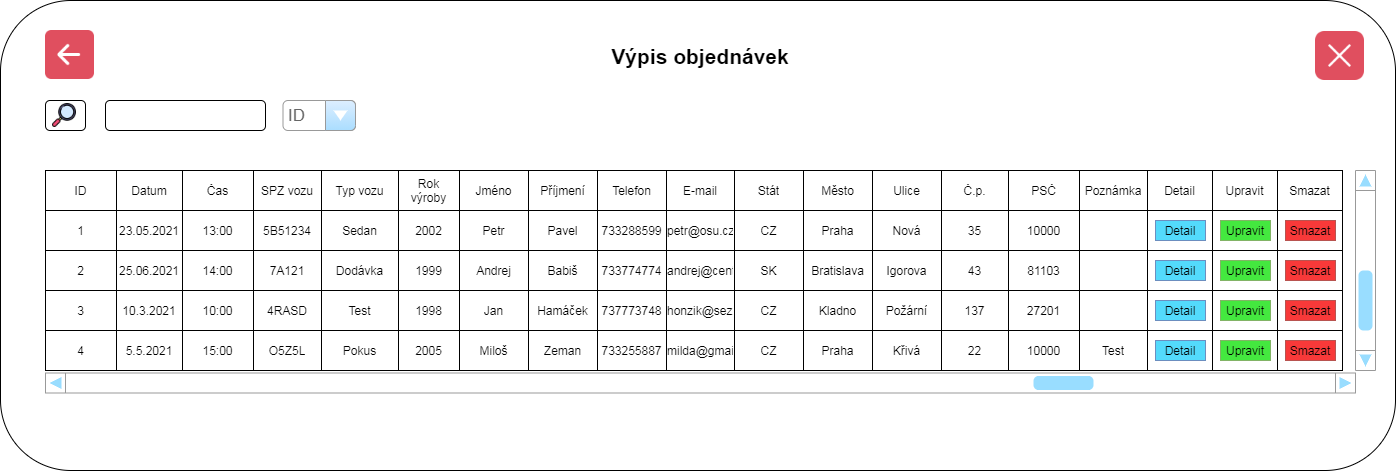 Výpis objednávek
ID
ID Datum Čas SPZ vozu Typ vozu Rok výroby Jméno Příjmení Telefon E-mail Stát Město Ulice Č.p. PSČ Poznámka Detail Upravit Smazat
1 23.05.2021 13:00 5B51234 Sedan 2002 Petr Pavel 733288599 petr@osu.cz CZ Praha Nová 35 10000 Detail Upravit Smazat
2 25.06.2021 14:00 7A121 Dodávka 1999 Andrej Babiš 733774774 andrej@cen SK Bratislava Igorova 43 81103 Detail Upravit Smazat
3 10.3.2021 10:00 4RASD Test 1998 Jan Hamáček 737773748 honzik@sez CZ Kladno Požární 137 27201 Detail Upravit Smazat
4 5.5.2021 15:00 O5Z5L Pokus 2005 Miloš Zeman 733255887 milda@gmai CZ Praha Křivá 22 10000 Test Detail Upravit Smazat